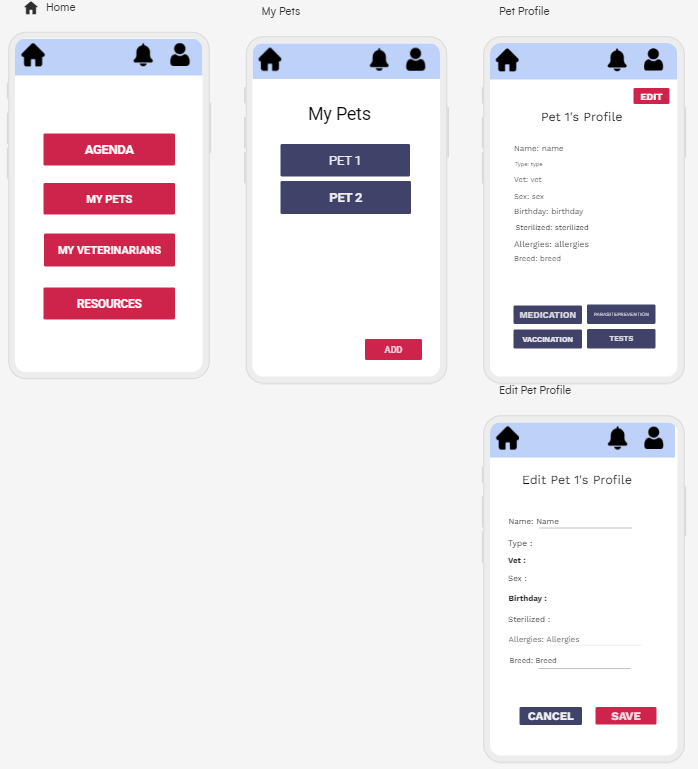 Home
AGENDA
MY PETS
MY VETERINARIANS
RESOURCES
My Pets
My Pets
PET 1
PET 2
ADD
Pet Profile
EDIT
Pet 1's Profile
Name: name
Type: type
Vet: vet
Sex: sex
Birthday: birthday
Sterilized: sterilized
Allergies: allergies
Breed: breed
MEDICATION
PARASITEPREVENTION
VACCINATION
TESTS
Edit Pet Profile
Edit Pet 1's Profile
Name: Name
Type :
Vet :
Sex :
Birthday :
Sterilized :
Allergies: Allergies
Breed: Breed
CANCEL
SAVE